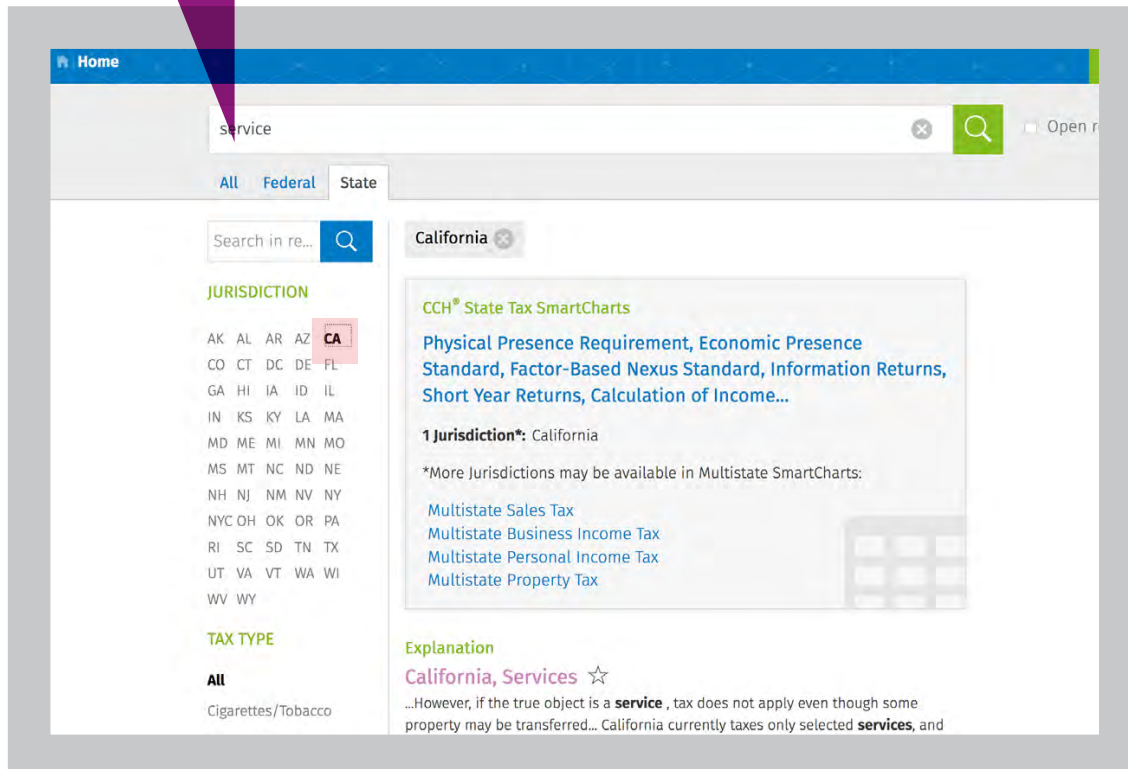 Home
service
Open r
All Federal State
Search in re...
California
JURISDICTION
AK AL AR AZ CA
CO CT DC DE FL
GA HI IA ID IL
IN KS KY LA MA
MD ME MI MN MO
MS MT NC ND NE
NH NJ NM NV NY
NYC OH OK OR PA
RI SC SD TN TX
UT VA VT WA WI
WV WY
TAX TYPE
All
Cigarettes/Tobacco
CCH® State Tax SmartCharts
Physical Presence Requirement, Economic Presence
Standard, Factor-Based Nexus Standard, Information Returns,
Short Year Returns, Calculation of Income...
1 Jurisdiction*: California
*More Jurisdictions may be available in Multistate SmartCharts:
Multistate Sales Tax
Multistate Business Income Tax
Multistate Personal Income Tax
Multistate Property Tax
Explanation
California, Services
...However, if the true object is a service , tax does not apply even though some
property may be transferred... California currently taxes only selected services, and